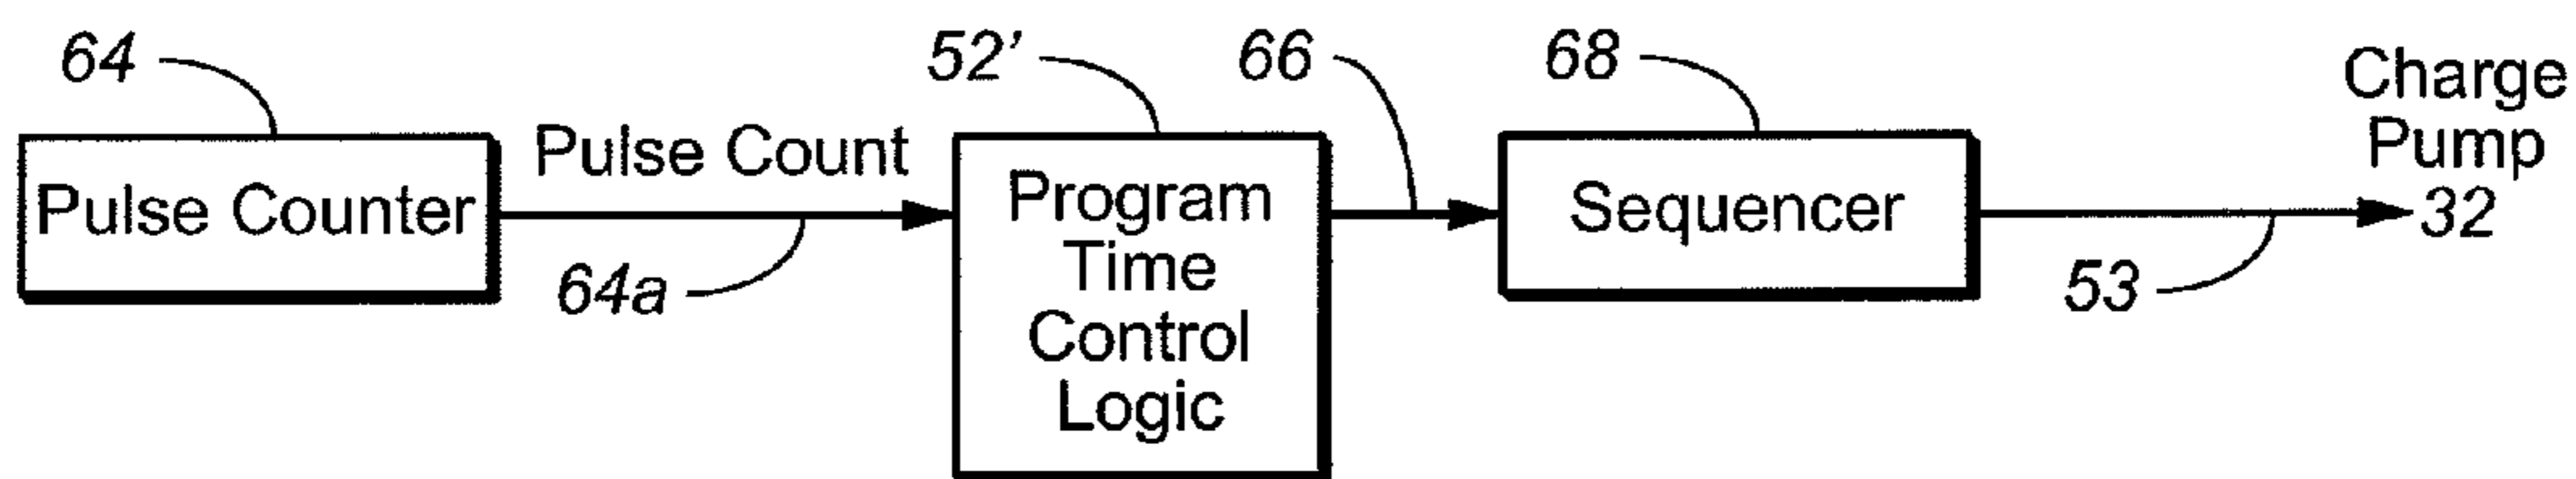 64
52'
66
68
Charge
Pump
32
Pulse Counter
Pulse Count
64a
Program
Time
Control
Logic
Sequencer
53